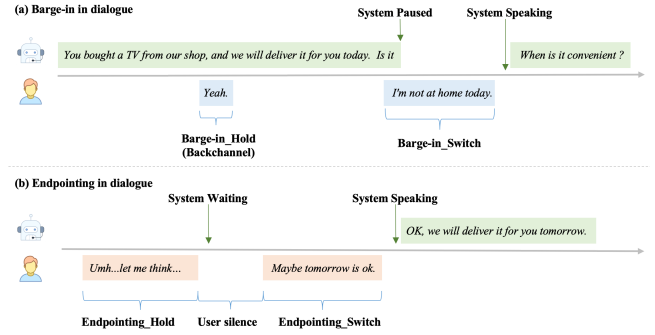 (a) Barge-in in dialogue
System Paused
System Speaking
You bought a TV from our shop, and we will deliver it for you today. Is it
When is it convenient ?
Yeah.
I'm not at home today.
Barge-in_Hold
(Backchannel)
Barge-in_Switch
(b) Endpointing in dialogue
System Waiting
System Speaking
OK, we will deliver it for you tomorrow.
Umh...let me think…
Maybe tomorrow is ok.
Endpointing_Hold
User silence
Endpointing_Switch